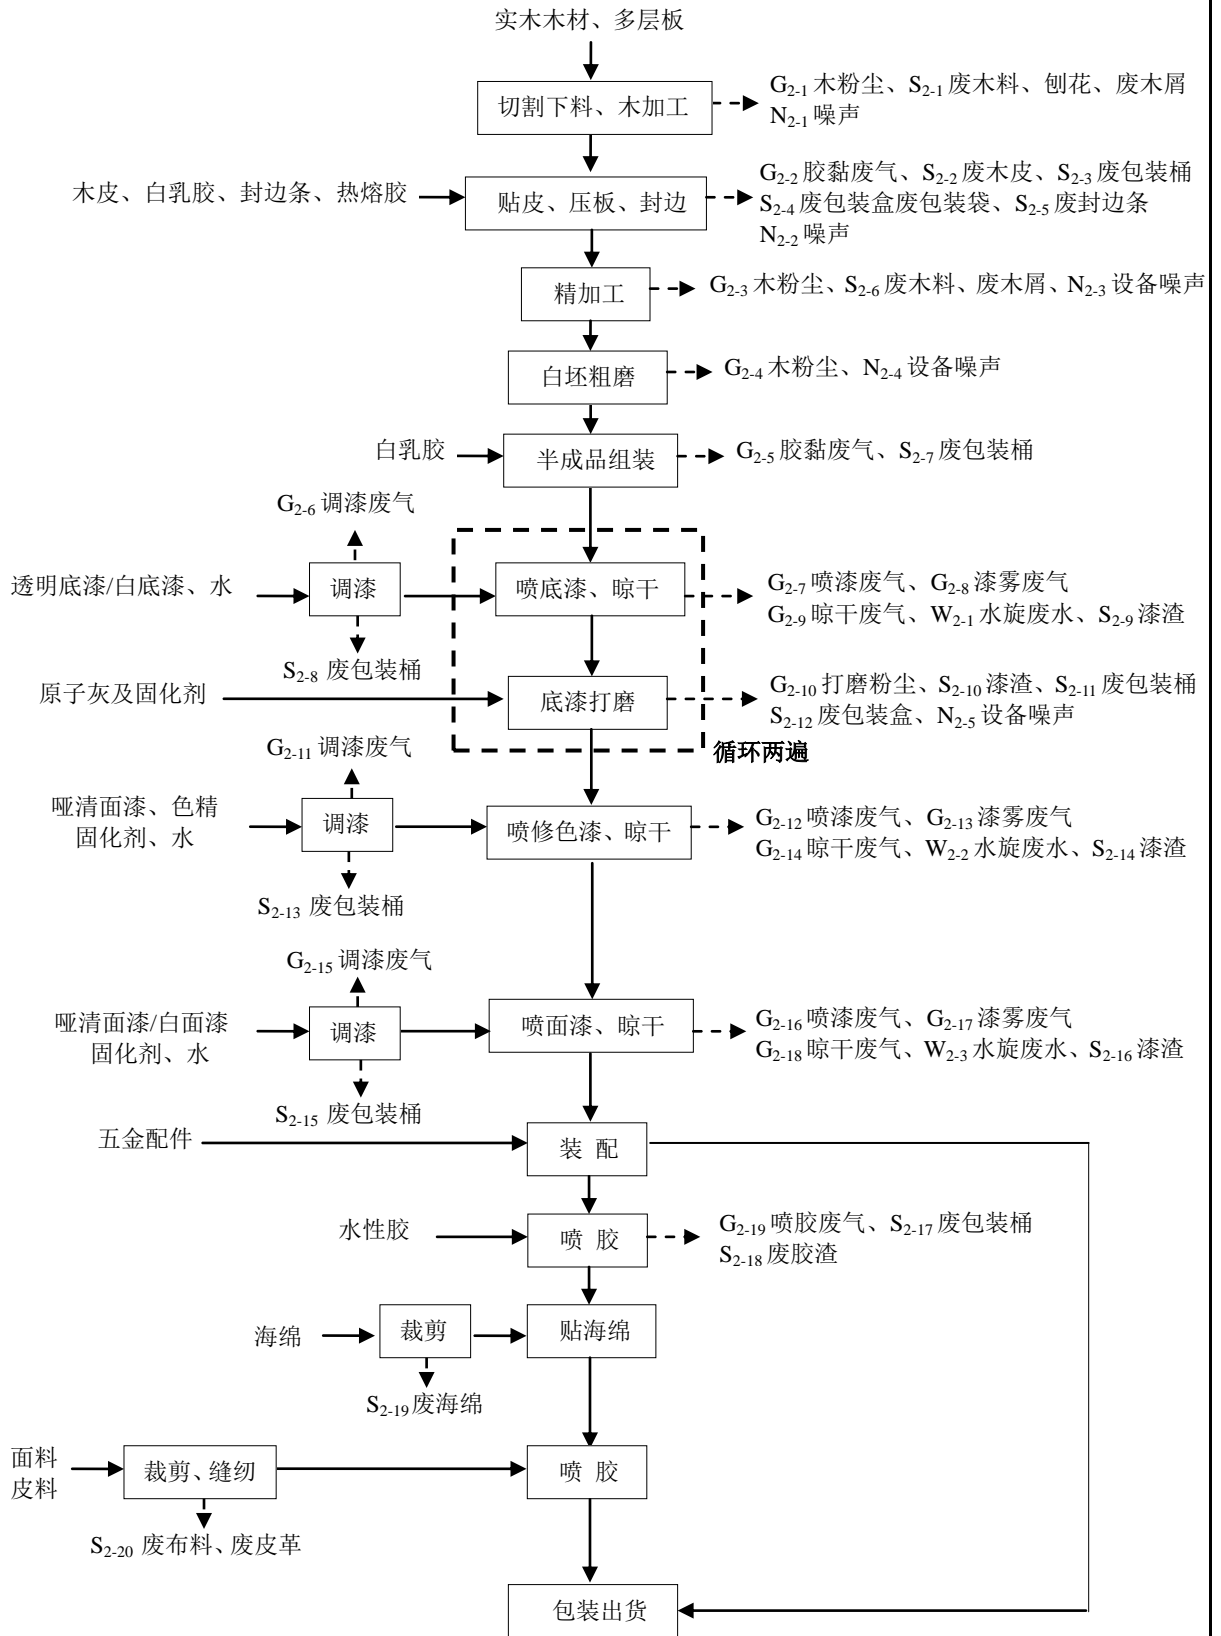 实木木材、多层板
切割下料、木加工
G2-1 木粉尘、S2-1 废木料、刨花、废木屑
N2-1 噪声
木皮、白乳胶、封边条、热熔胶
贴皮、压板、封边
G2-2 胶黏废气、S2-2 废木皮、S2-3 废包装桶
S2-4 废包装盒废包装袋、S2-5 废封边条
N2-2 噪声
精加工
G2-3 木粉尘、S2-6 废木料、废木屑、N2-3 设备噪声
白坯粗磨
G2-4 木粉尘、N2-4 设备噪声
白乳胶
半成品组装
G2-5 胶黏废气、S2-7 废包装桶
G2-6 调漆废气
透明底漆/白底漆、水
调漆
喷底漆、晾干
G2-7 喷漆废气、G2-8 漆雾废气
G2-9 晾干废气、W2-1 水旋废水、S2-9 漆渣
S2-8 废包装桶
原子灰及固化剂
底漆打磨
G2-10 打磨粉尘、S2-10 漆渣、S2-11 废包装桶
S2-12 废包装盒、N2-5 设备噪声
循环两遍
G2-11 调漆废气
哑清面漆、色精
固化剂、水
调漆
喷修色漆、晾干
G2-12 喷漆废气、G2-13 漆雾废气
G2-14 晾干废气、W2-2 水旋废水、S2-14 漆渣
S2-13 废包装桶
G2-15 调漆废气
哑清面漆/白面漆
固化剂、水
调漆
喷面漆、晾干
G2-16 喷漆废气、G2-17 漆雾废气
G2-18 晾干废气、W2-3 水旋废水、S2-16 漆渣
S2-15 废包装桶
五金配件
装 配
水性胶
喷 胶
G2-19 喷胶废气、S2-17 废包装桶
S2-18 废胶渣
海绵
裁剪
贴海绵
S2-19 废海绵
面料
皮料
裁剪、缝纫
喷 胶
S2-20 废布料、废皮革
包装出货